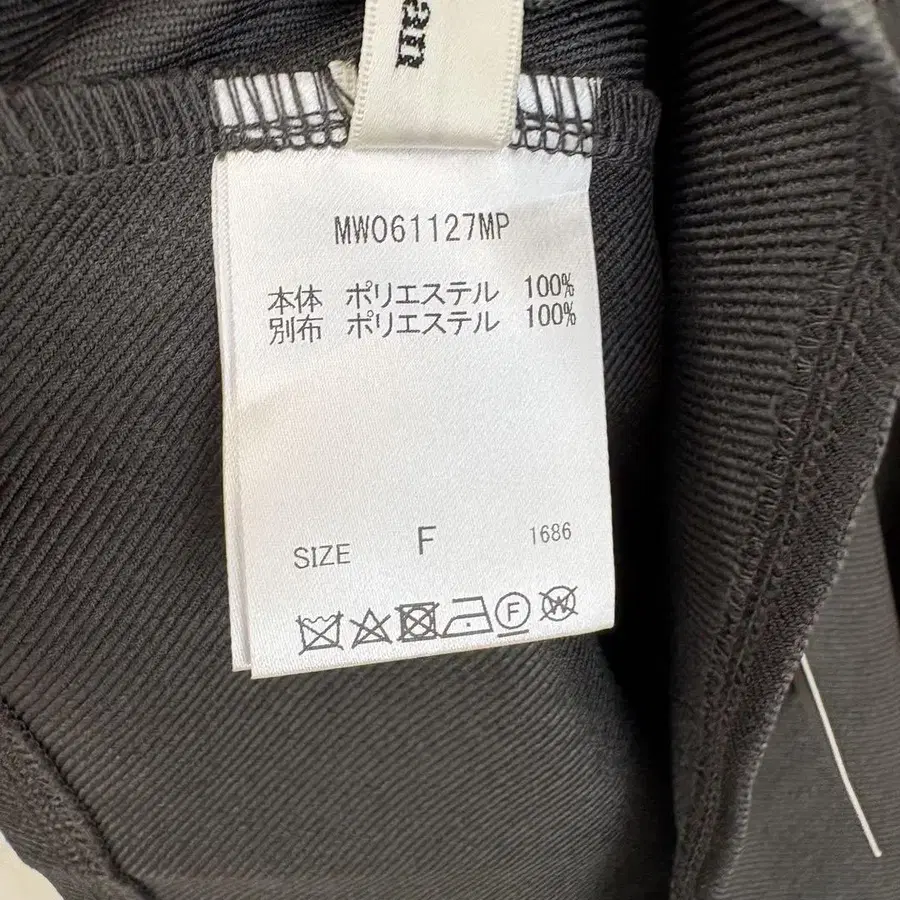 MW061127MP
本体 ポリエステル 100%
別布 ポリエステル 100%
SIZE F 1686
F W